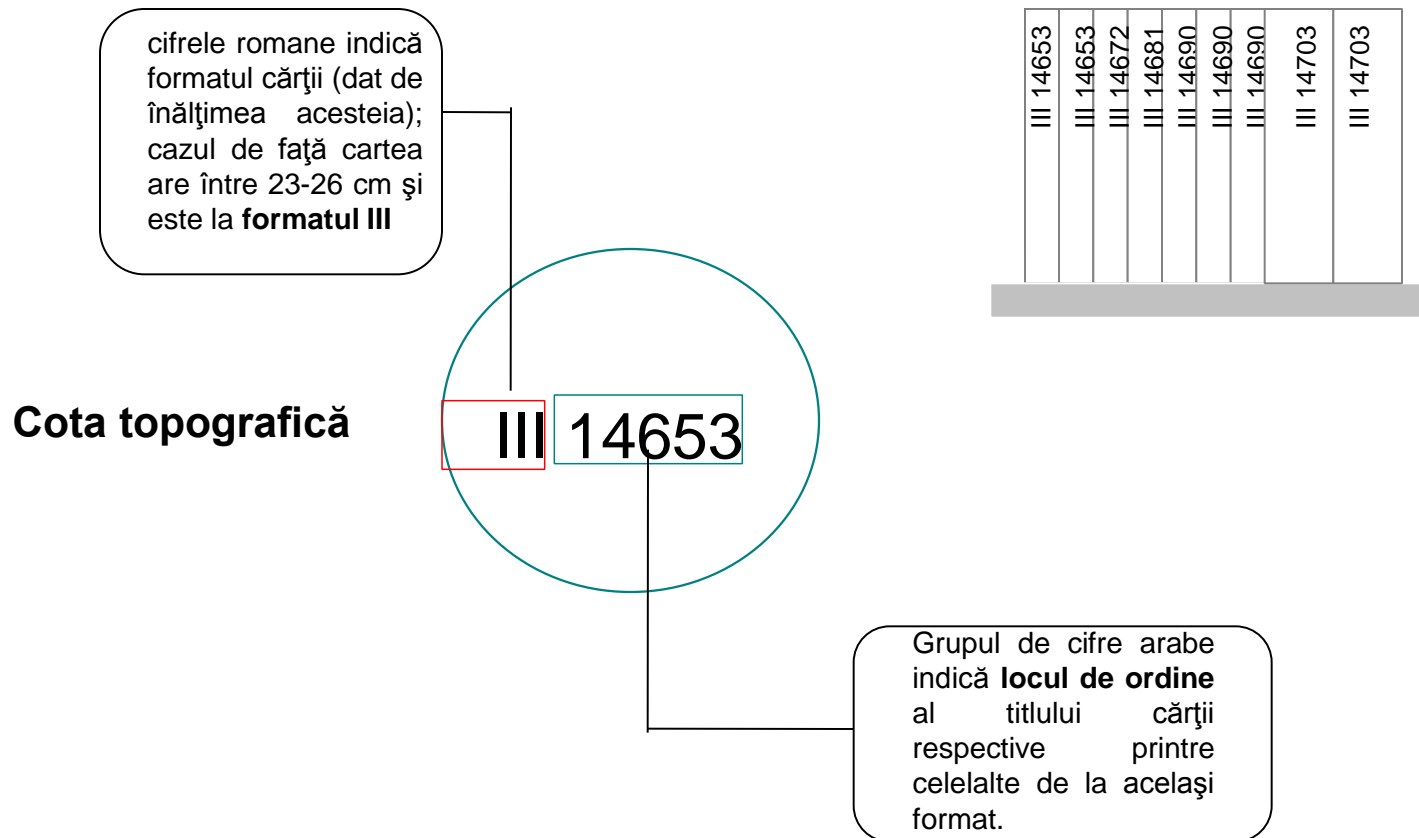 cifrele romane indică
formatul cărţii (dat de
înălţimea acesteia);
cazul de faţă cartea
are între 23-26 cm şi
este la formatul III
III 14653
III 14653
III 14672
III 14681
III 14690
III 14690
III 14690
III 14703
III 14703
Cota topografică
III 14653
Grupul de cifre arabe
indică locul de ordine
al titlului cărţii
respective printre
celelalte de la acelaşi
format.